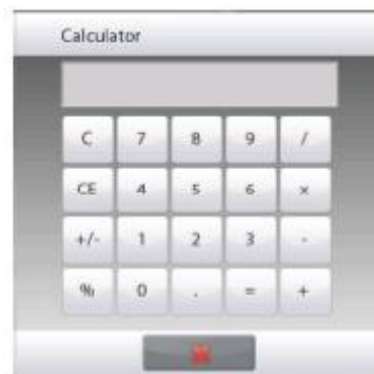 Calculator
C 7 8 9 /
CE 4 5 6 ×
+/- 1 2 3 -
% 0 . = +